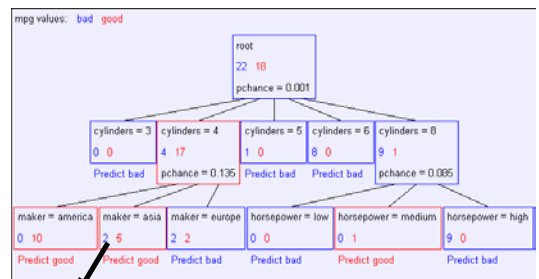 mpg values: bad good
root
22 18
pchance = 0.001
cylinders = 3 cylinders = 4 cylinders = 5 cylinders = 6 cylinders = 8
0 0 4 17 1 0 8 0 9 1
Predict bad pchance = 0.135 Predict bad Predict bad pchance = 0.085
maker = america maker = asia maker = europe horsepower = low horsepower = medium horsepower = high
0 10 2 5 2 2 0 0 0 1 9 0
Predict good Predict good Predict bad Predict bad Predict good Predict bad